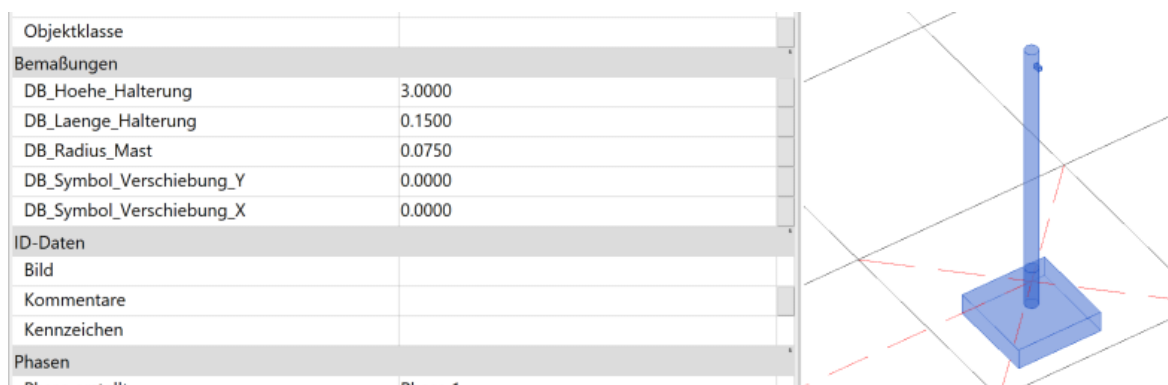 Objektklasse
Bemaßungen
DB_Hoehe_Halterung 3.0000
DB_Laenge_Halterung 0.1500
DB_Radius_Mast 0.0750
DB_Symbol_Verschiebung_Y 0.0000
DB_Symbol_Verschiebung_X 0.0000
ID-Daten
Bild
Kommentare
Kennzeichen
Phasen